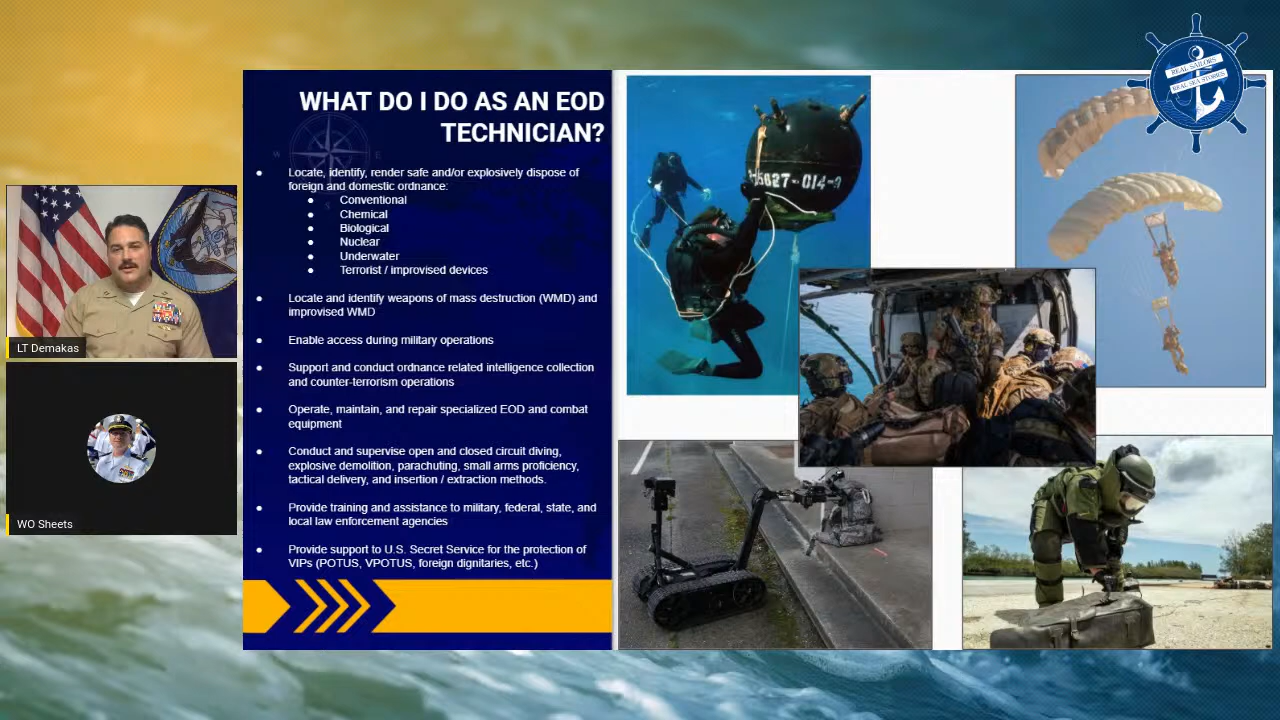 REAL SAILORS
REAL SEA STORIES
WHAT DO I DO AS AN EOD
TECHNICIAN?
W
E
S
● Locate, identify, render safe and/or explosively dispose of
foreign and domestic ordnance:
● Conventional
● Chemical
● Biological
● Nuclear
● Underwater
● Terrorist / improvised devices
● Locate and identify weapons of mass destruction (WMD) and
improvised WMD
● Enable access during military operations
● Support and conduct ordnance related intelligence collection
and counter-terrorism operations
● Operate, maintain, and repair specialized EOD and combat
equipment
● Conduct and supervise open and closed circuit diving,
explosive demolition, parachuting, small arms proficiency,
tactical delivery, and insertion / extraction methods.
● Provide training and assistance to military, federal, state, and
local law enforcement agencies
● Provide support to U.S. Secret Service for the protection of
VIPs (POTUS, VPOTUS, foreign dignitaries, etc.)
LT Demakas
WO Sheets